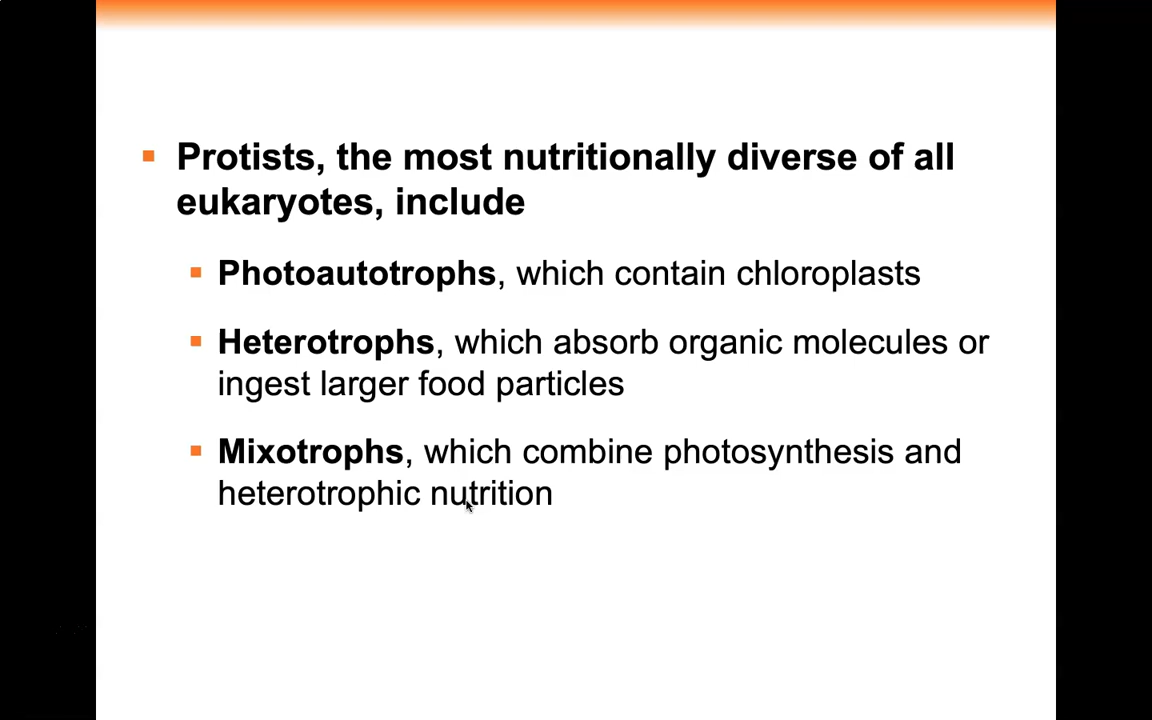 Protists, the most nutritionally diverse of all
eukaryotes, include
Photoautotrophs, which contain chloroplasts
Heterotrophs, which absorb organic molecules or
ingest larger food particles
Mixotrophs, which combine photosynthesis and
heterotrophic nutrition